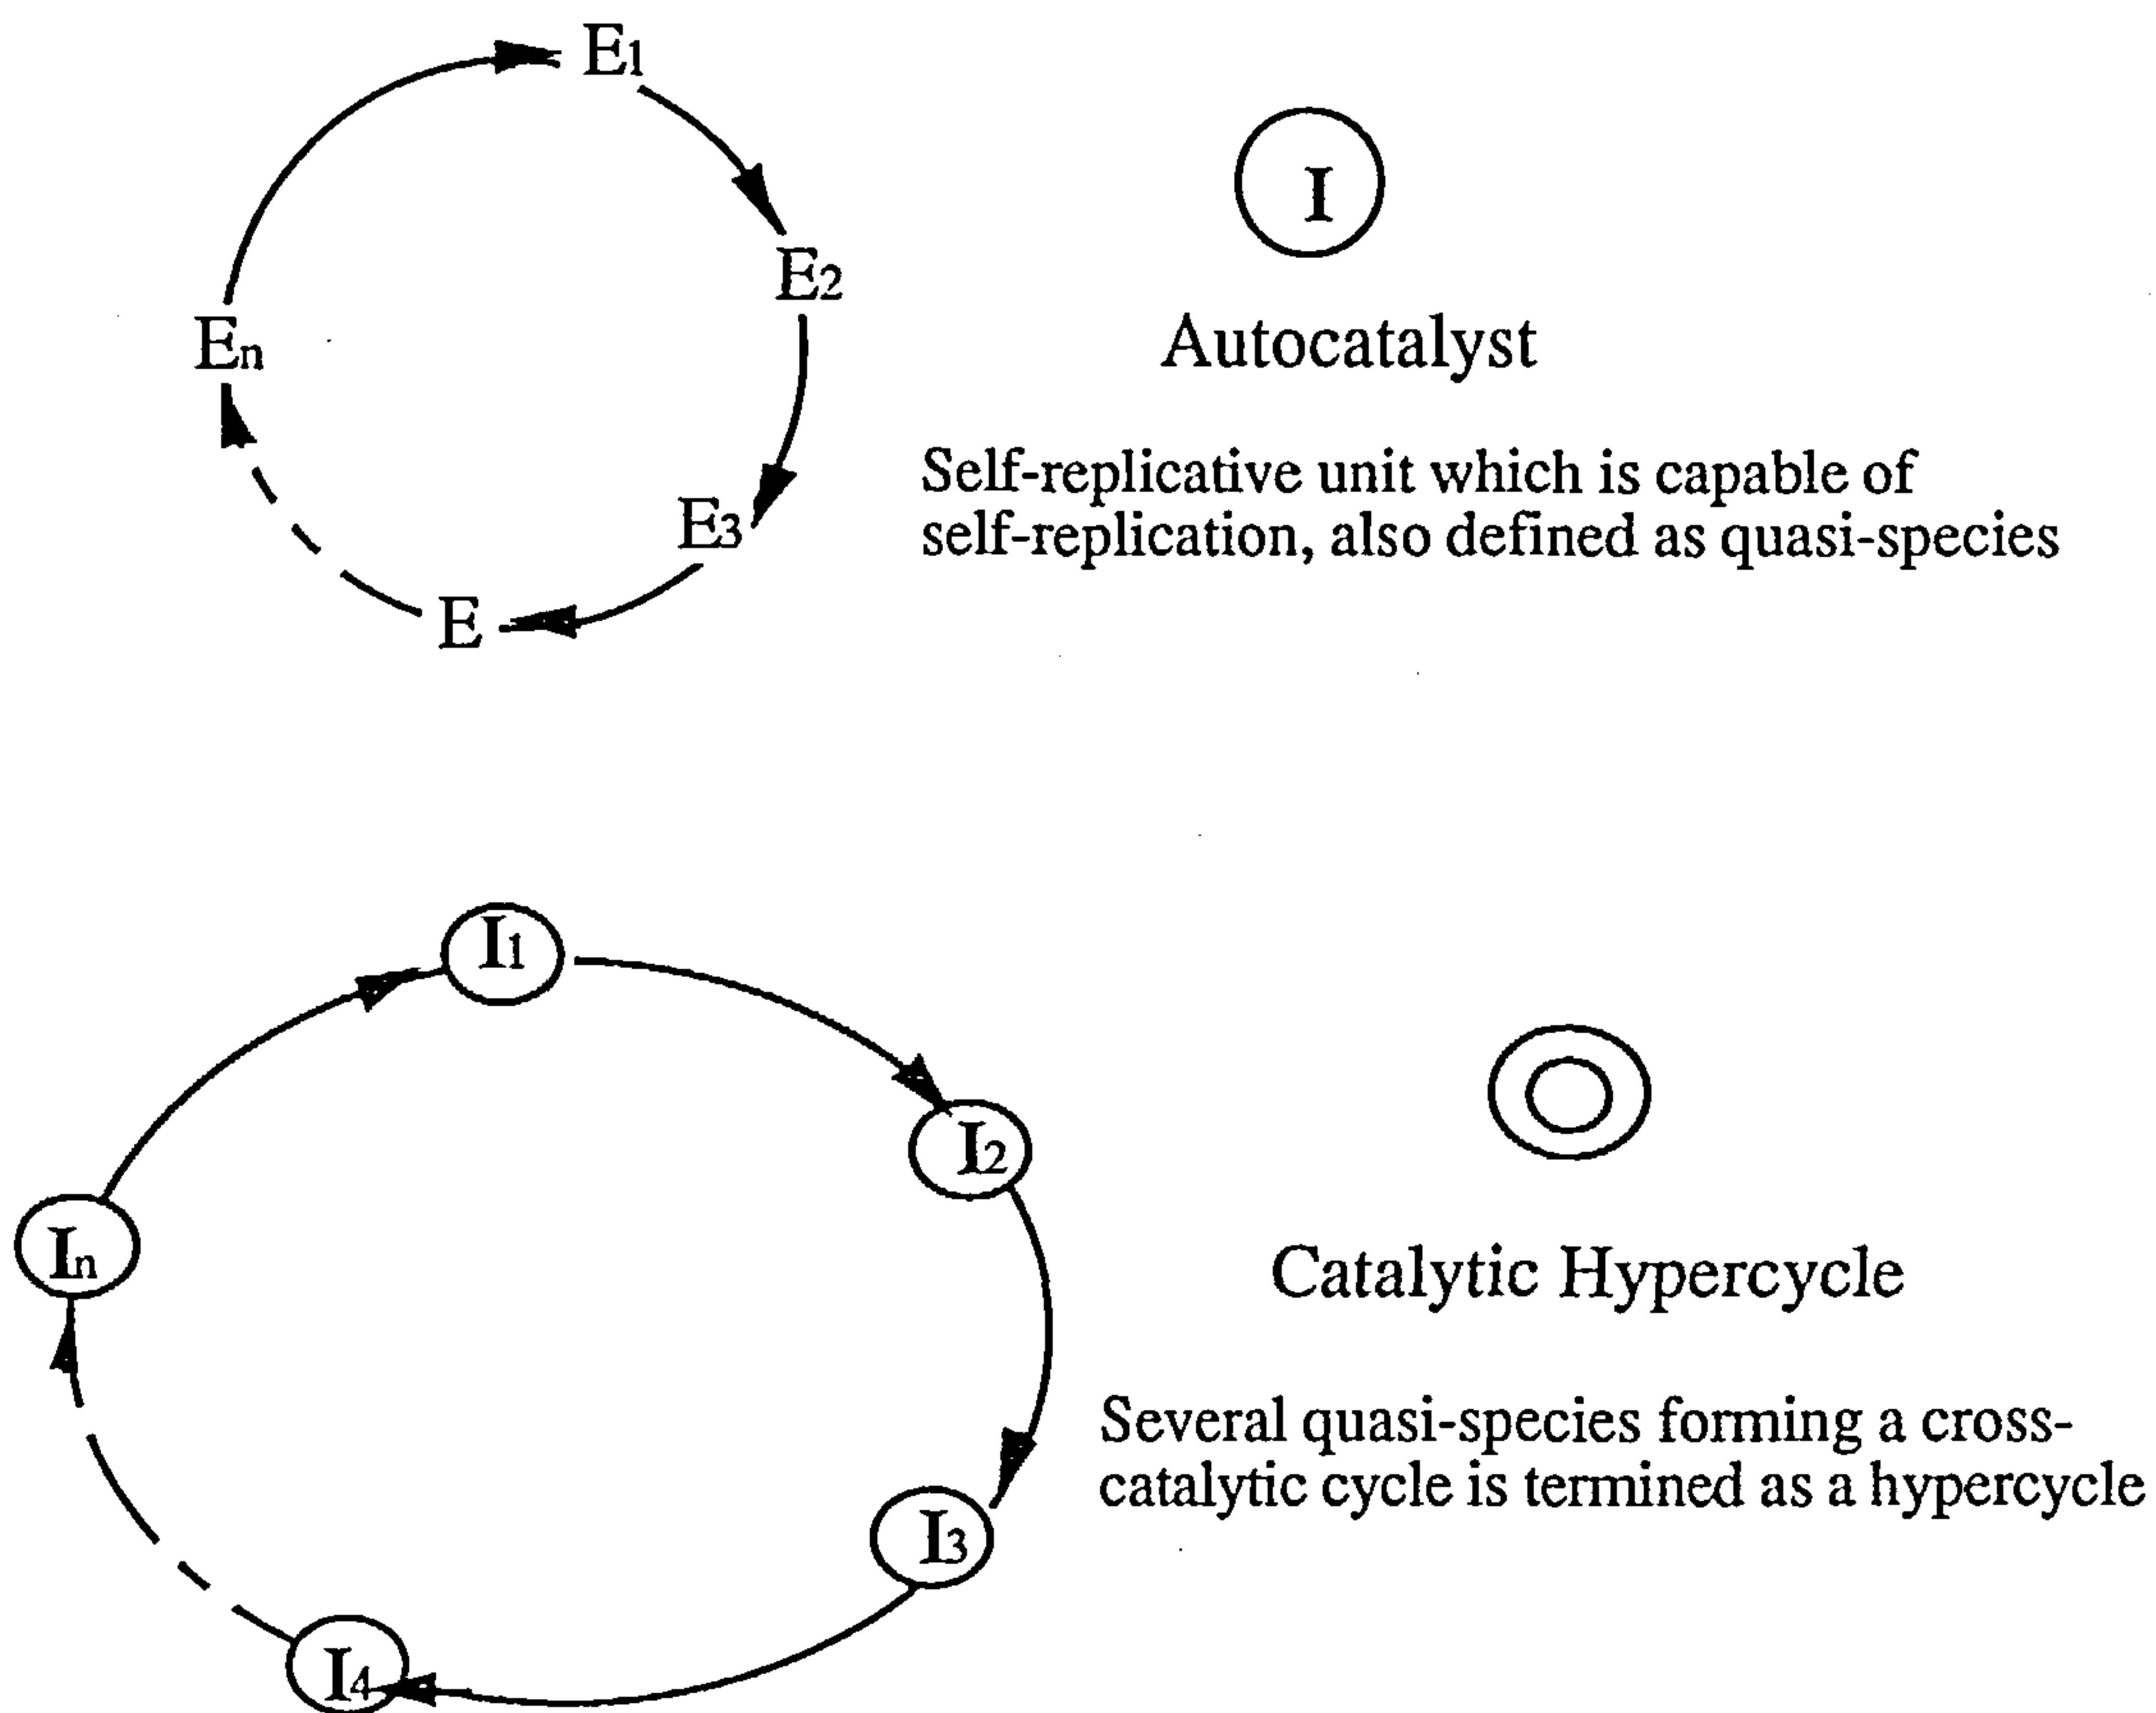 E1
E2
E3
E
En
I
Autocatalyst
Self-replicative unit which is capable of
self-replication, also defined as quasi-species
I1
I2
I3
I4
In
Catalytic Hypercycle
Several quasi-species forming a cross-
catalytic cycle is termined as a hypercycle